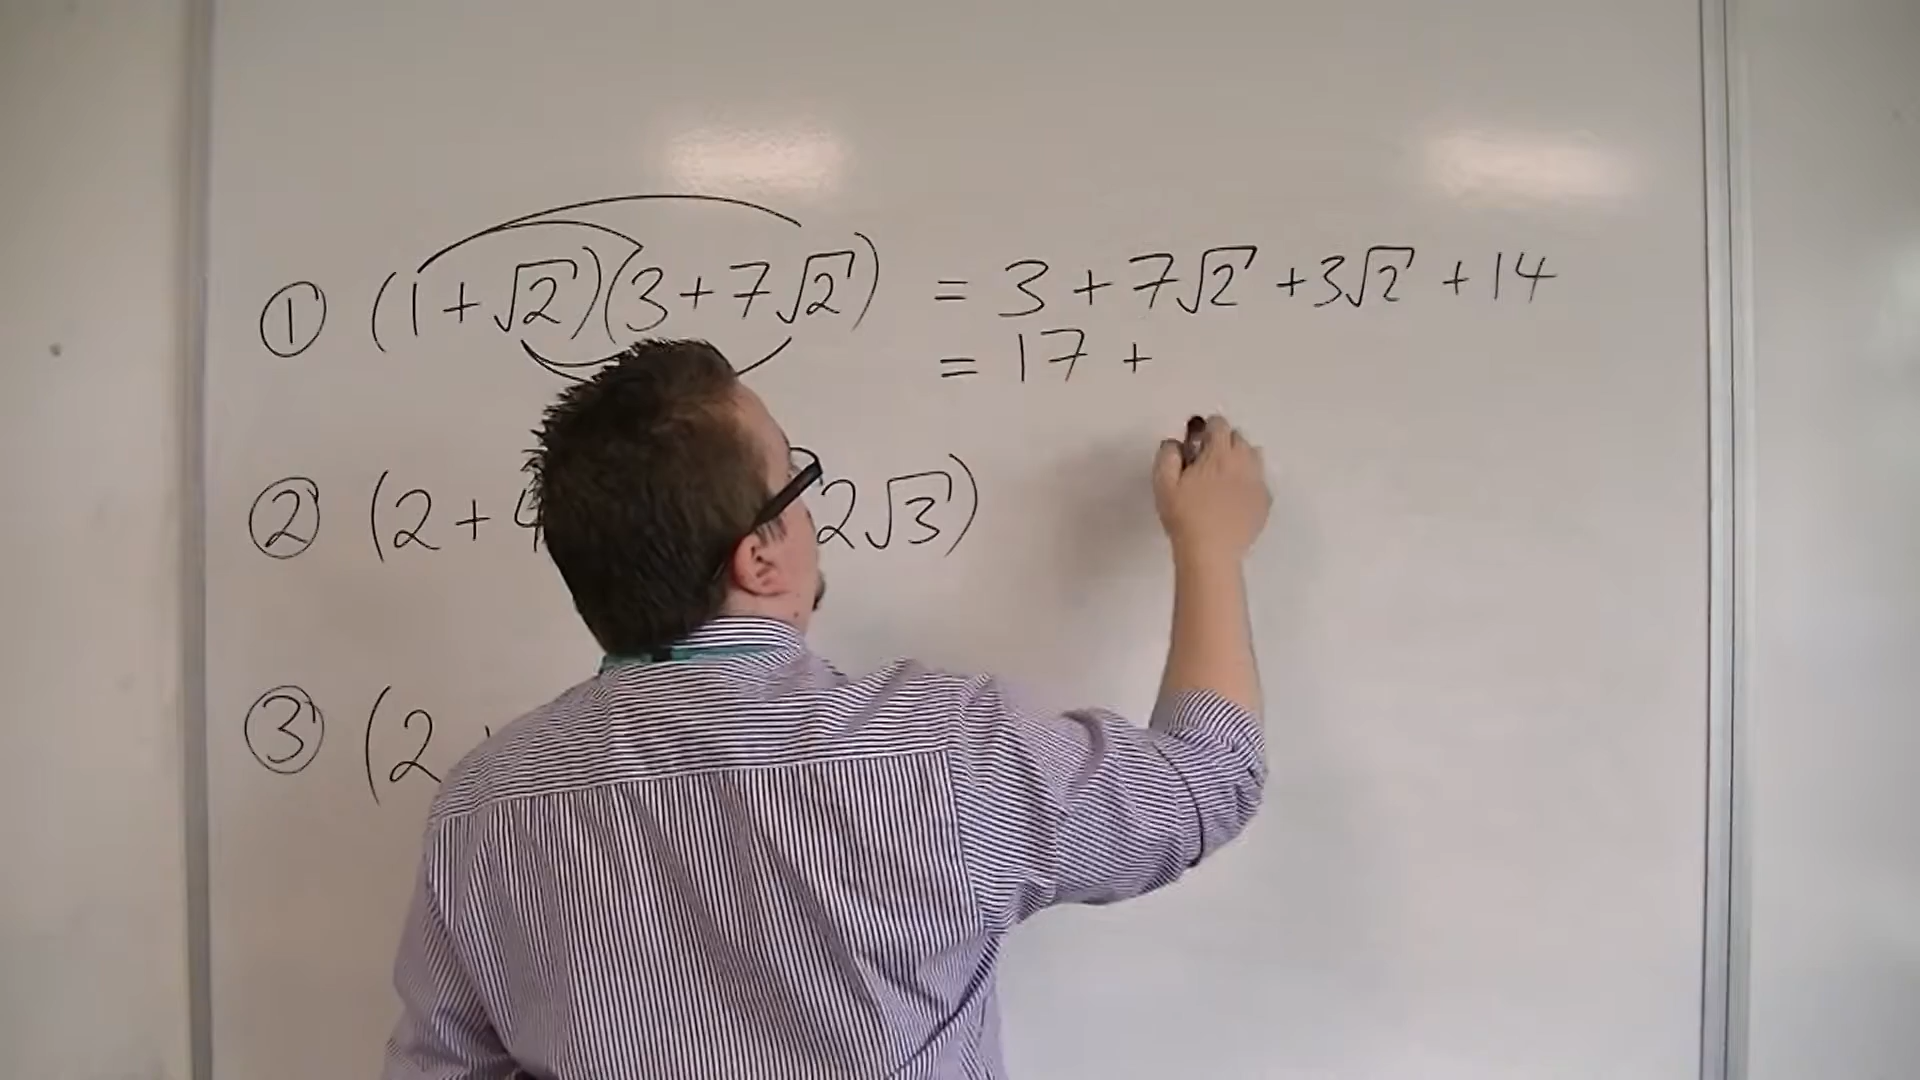 ① (1+√2)(3+7√2) = 3 + 7√2 + 3√2 + 14
= 17 +
② (2 + 2√3)
③ (2